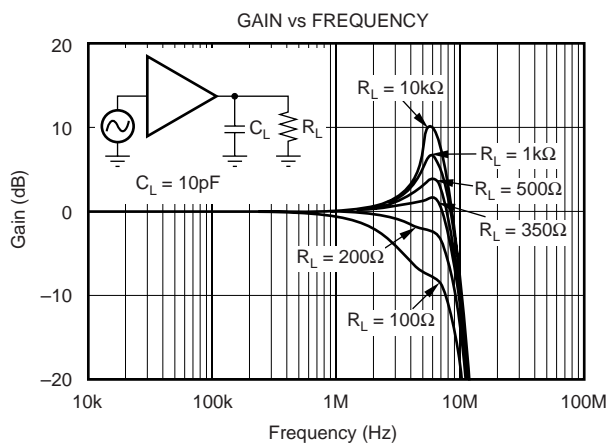 GAIN vs FREQUENCY
20
10
0
–10
–20
Gain (dB)
C_L
R_L
C_L = 10pF
R_L = 10kΩ
R_L = 1kΩ
R_L = 500Ω
R_L = 350Ω
R_L = 200Ω
R_L = 100Ω
10k 100k 1M 10M 100M
Frequency (Hz)